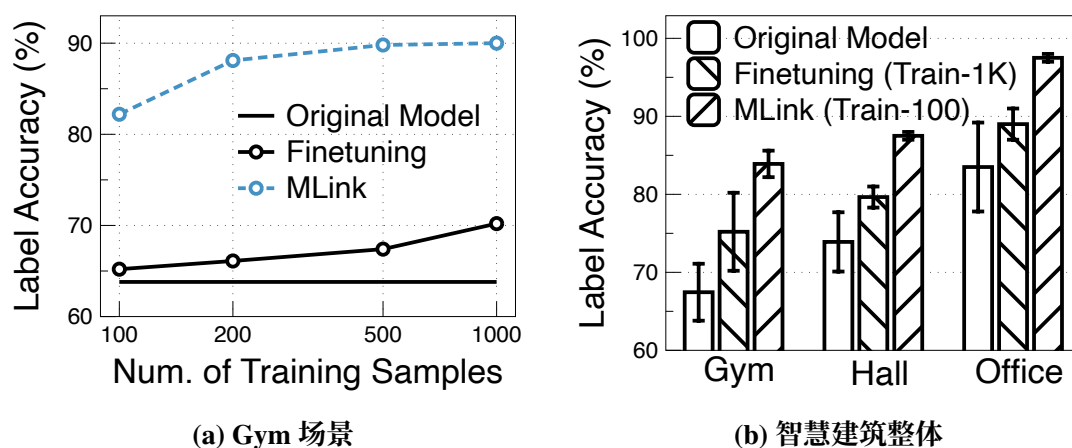 Label Accuracy (%)
90
80
70
60
100
200
500
1000
Original Model
Finetuning
MLink
Num. of Training Samples
(a) Gym 场景
Label Accuracy (%)
100
90
80
70
60
Original Model
Finetuning (Train-1K)
MLink (Train-100)
Gym
Hall
Office
(b) 智慧建筑整体